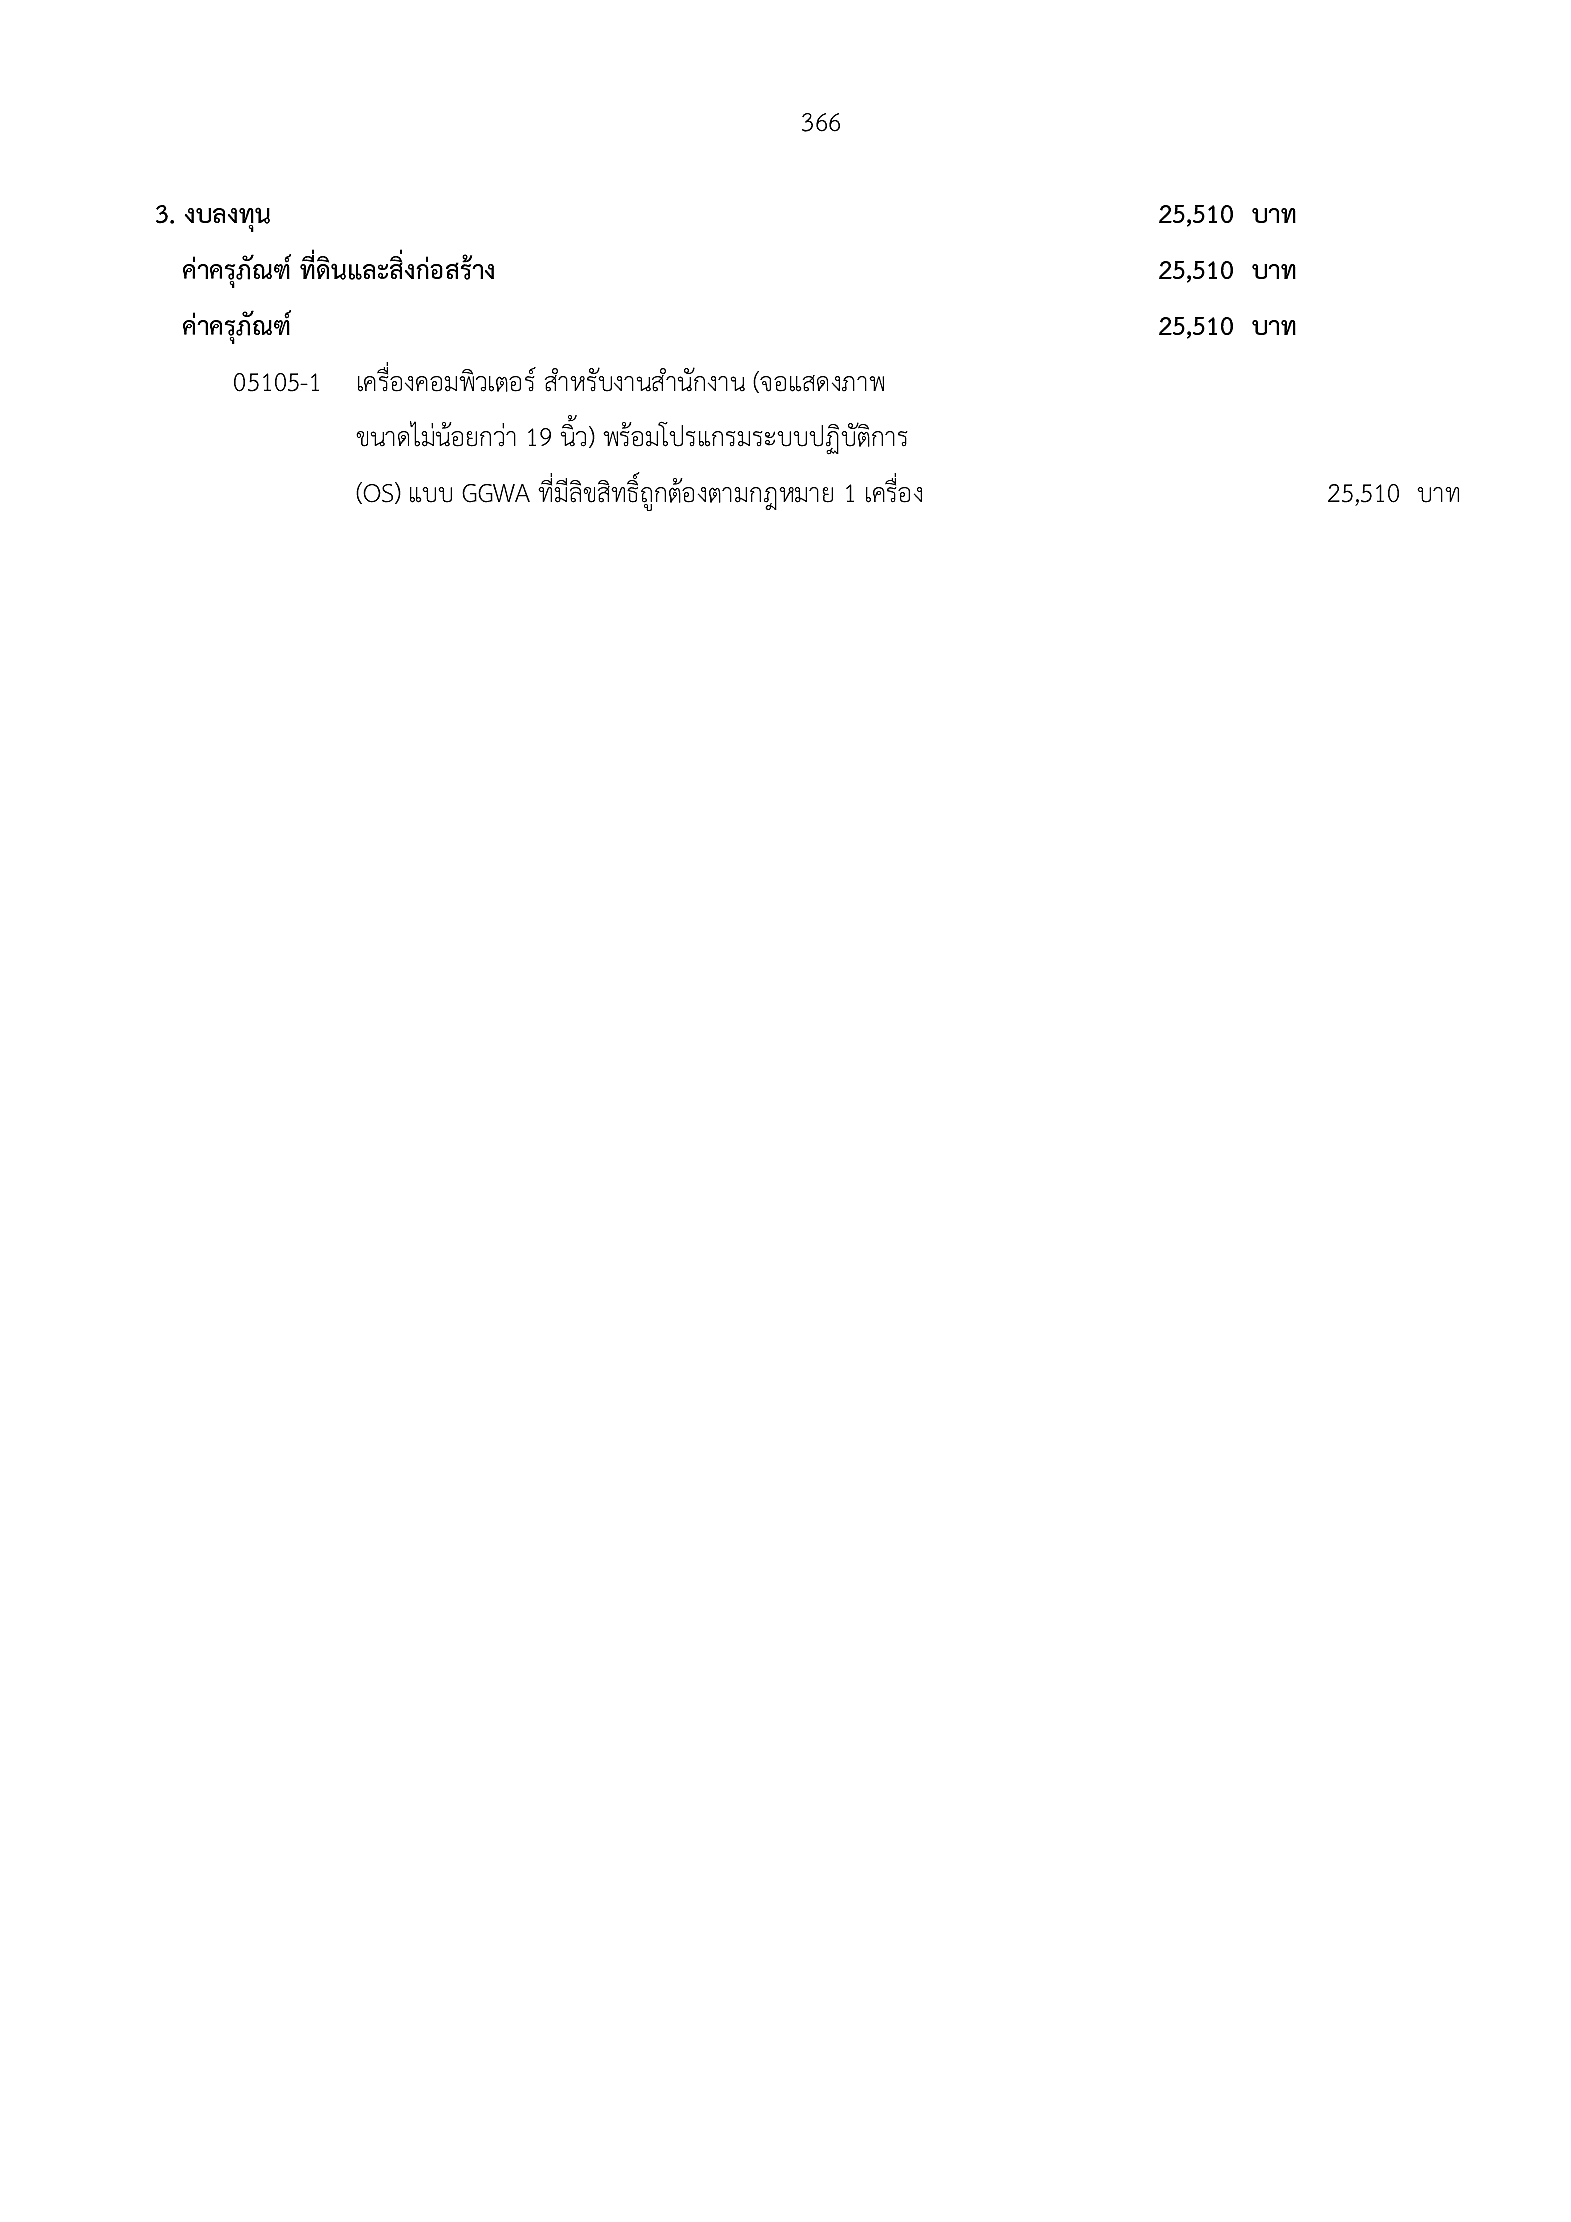 366
3. งบลงทุน 25,510 บาท
ค่าครุภัณฑ์ ที่ดินและสิ่งก่อสร้าง 25,510 บาท
ค่าครุภัณฑ์ 25,510 บาท
05105-1 เครื่องคอมพิวเตอร์ สำหรับงานสำนักงาน (จอแสดงภาพ
ขนาดไม่น้อยกว่า 19 นิ้ว) พร้อมโปรแกรมระบบปฏิบัติการ
(OS) แบบ GGWA ที่มีลิขสิทธิ์ถูกต้องตามกฎหมาย 1 เครื่อง 25,510 บาท